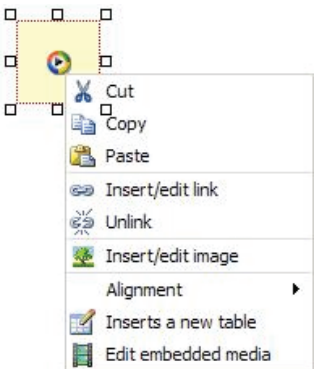 Cut
Copy
Paste
Insert/edit link
Unlink
Insert/edit image
Alignment
Inserts a new table
Edit embedded media